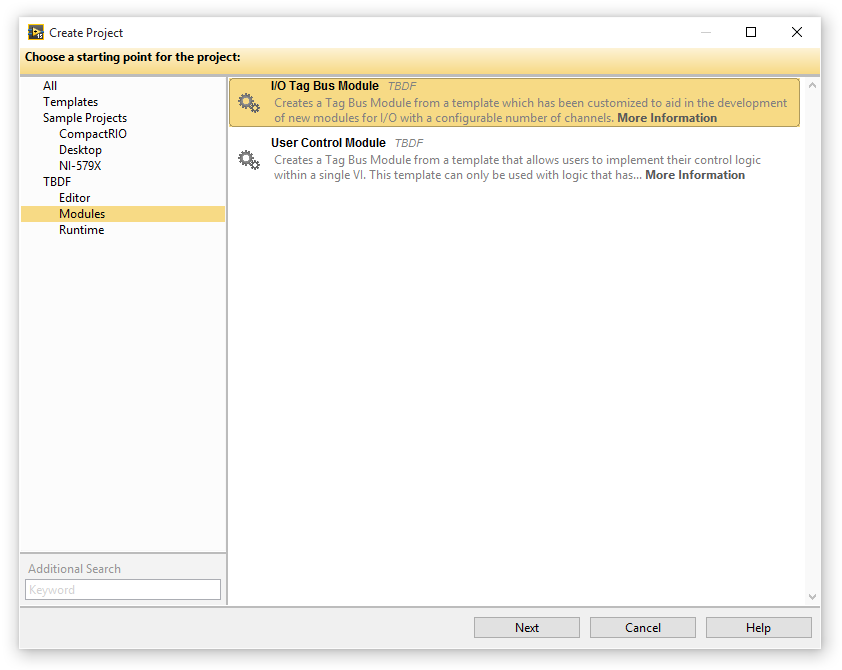 Create Project
Choose a starting point for the project:
All
Templates
Sample Projects
CompactRIO
Desktop
NI-579X
TBDF
Editor
Modules
Runtime
Additional Search
Keyword
I/O Tag Bus Module TBDF
Creates a Tag Bus Module from a template which has been customized to aid in the development
of new modules for I/O with a configurable number of channels. More Information
User Control Module TBDF
Creates a Tag Bus Module from a template that allows users to implement their control logic
within a single VI. This template can only be used with logic that has... More Information
Next Cancel Help